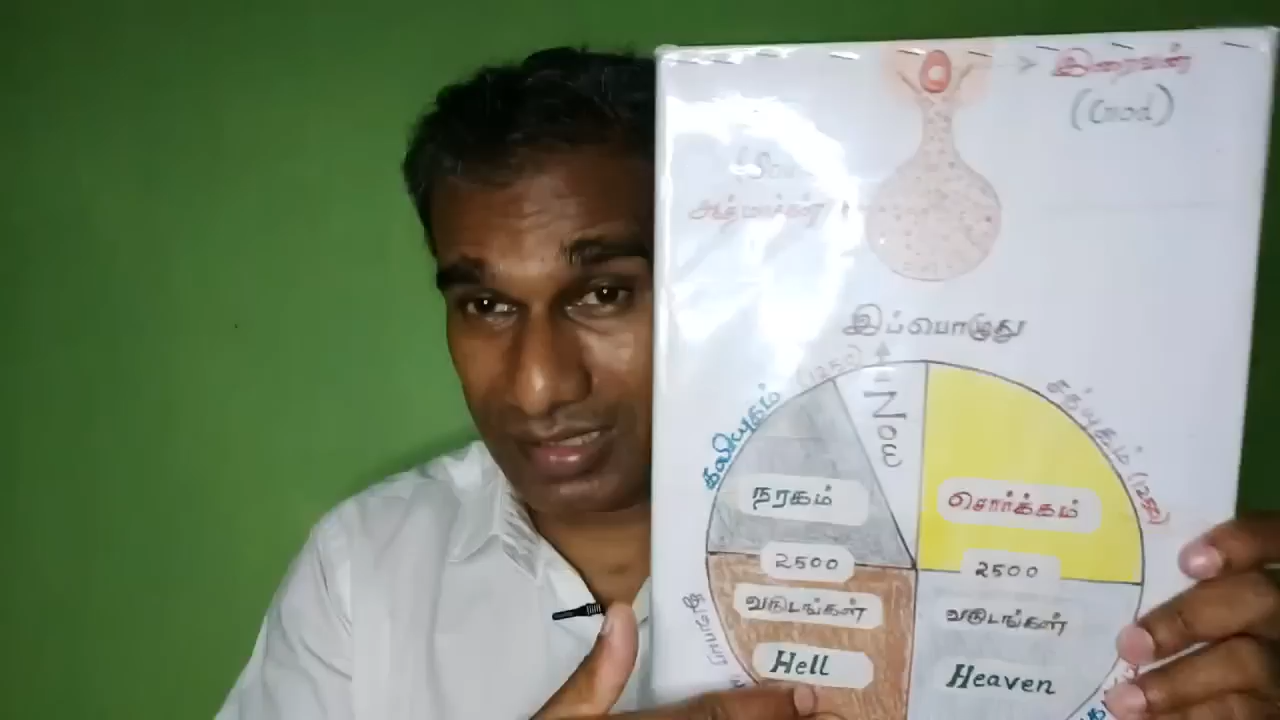 இறைவன்
(God)
ஆத்மாக்கள்
இப்பொழுது
Now
(1250)
கலியுகம்
சத்யுகம் (1250)
நரகம்
சொர்க்கம்
2500
2500
வருடங்கள்
வருடங்கள்
Hell
Heaven